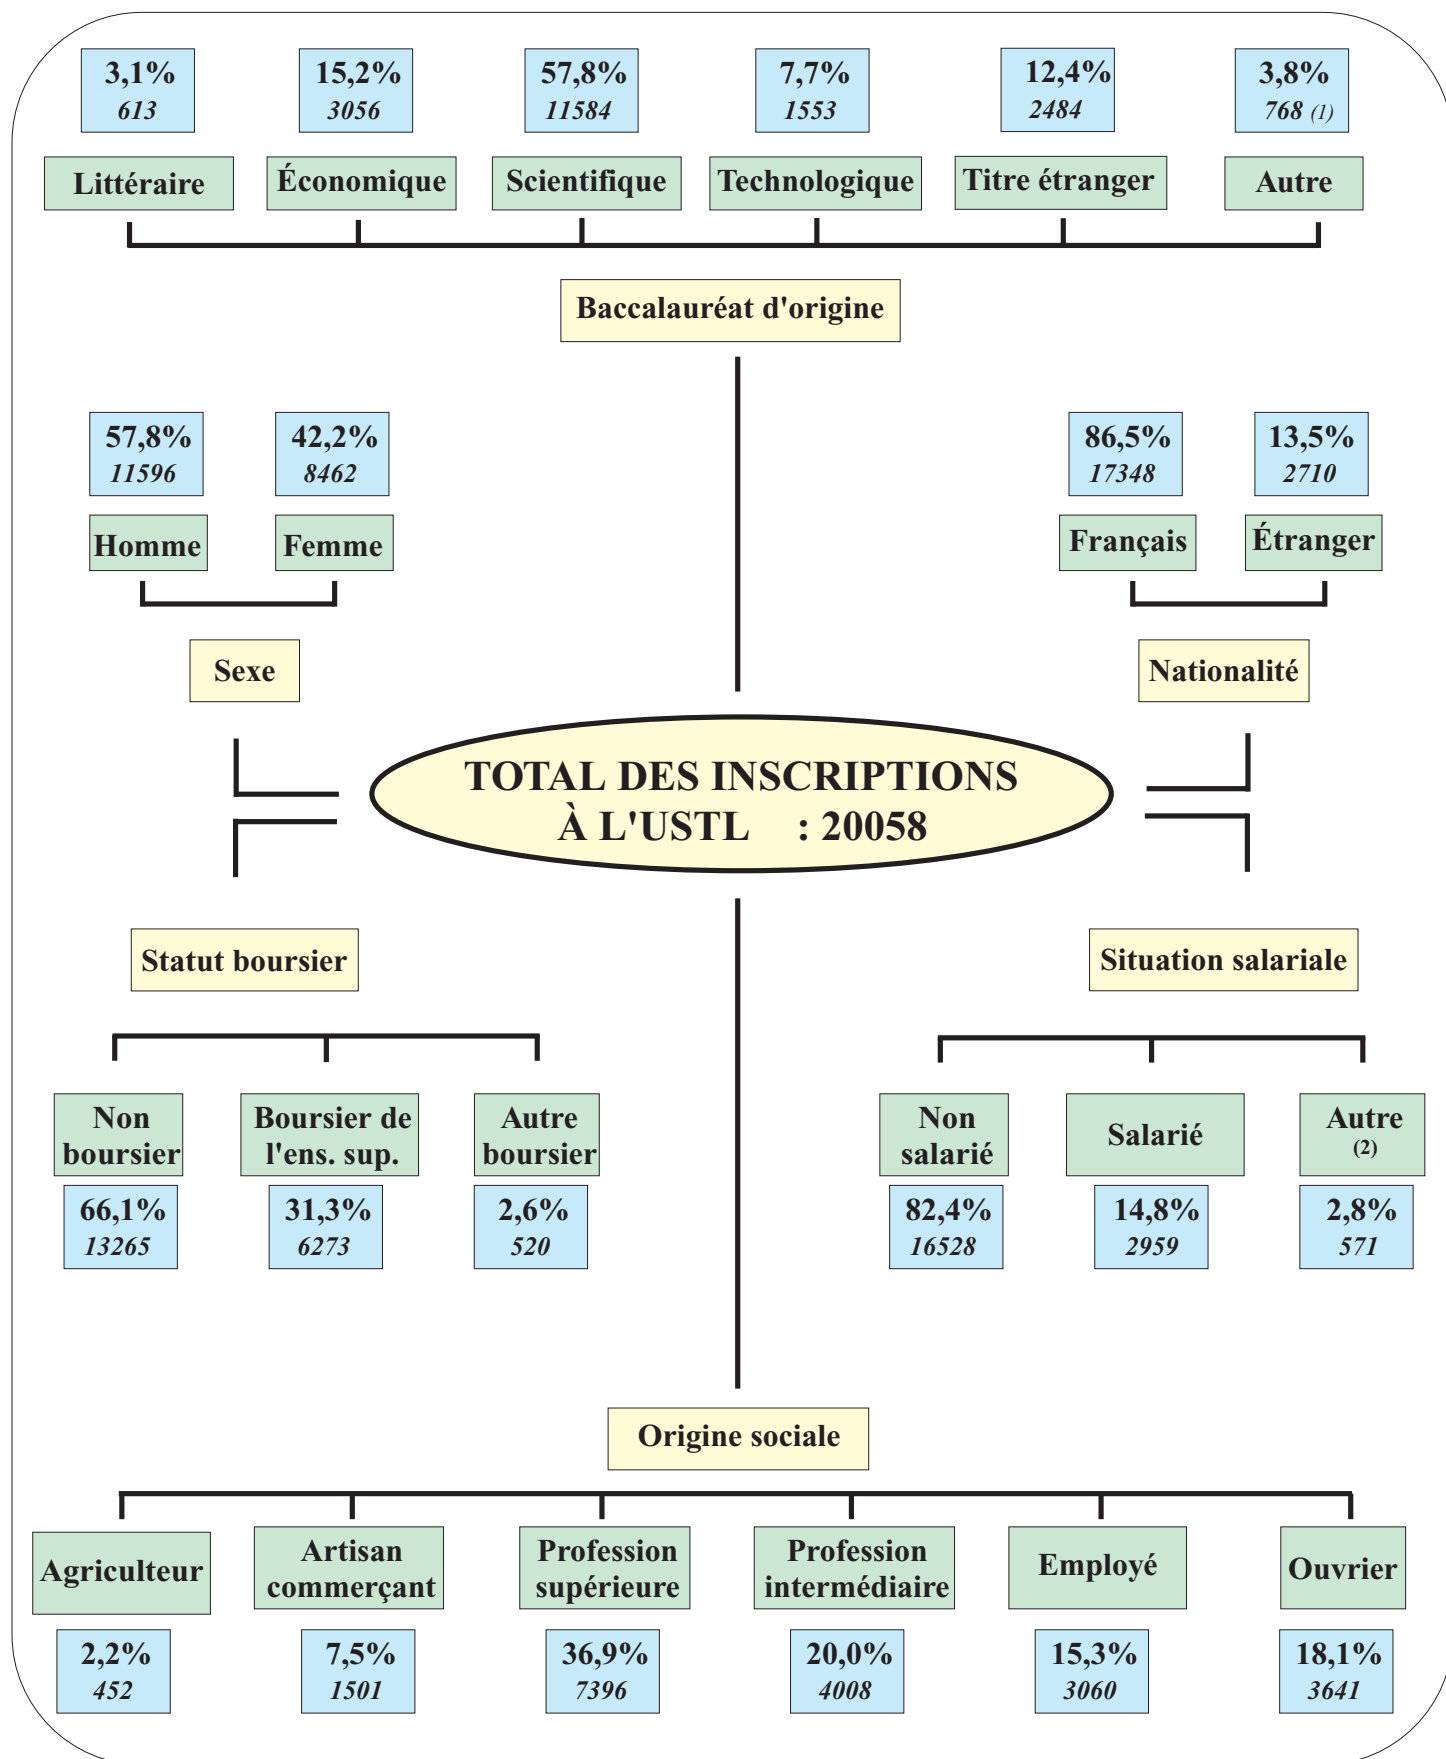 3,1%
613
15,2%
3056
57,8%
11584
7,7%
1553
12,4%
2484
3,8%
768 (1)
Littéraire
Économique
Scientifique
Technologique
Titre étranger
Autre
Baccalauréat d'origine
57,8%
11596
42,2%
8462
86,5%
17348
13,5%
2710
Homme
Femme
Français
Étranger
Sexe
Nationalité
TOTAL DES INSCRIPTIONS
À L'USTL : 20058
Statut boursier
Situation salariale
Non
boursier
Boursier de
l'ens. sup.
Autre
boursier
Non
salarié
Salarié
Autre
(2)
66,1%
13265
31,3%
6273
2,6%
520
82,4%
16528
14,8%
2959
2,8%
571
Origine sociale
Agriculteur
Artisan
commerçant
Profession
supérieure
Profession
intermédiaire
Employé
Ouvrier
2,2%
452
7,5%
1501
36,9%
7396
20,0%
4008
15,3%
3060
18,1%
3641